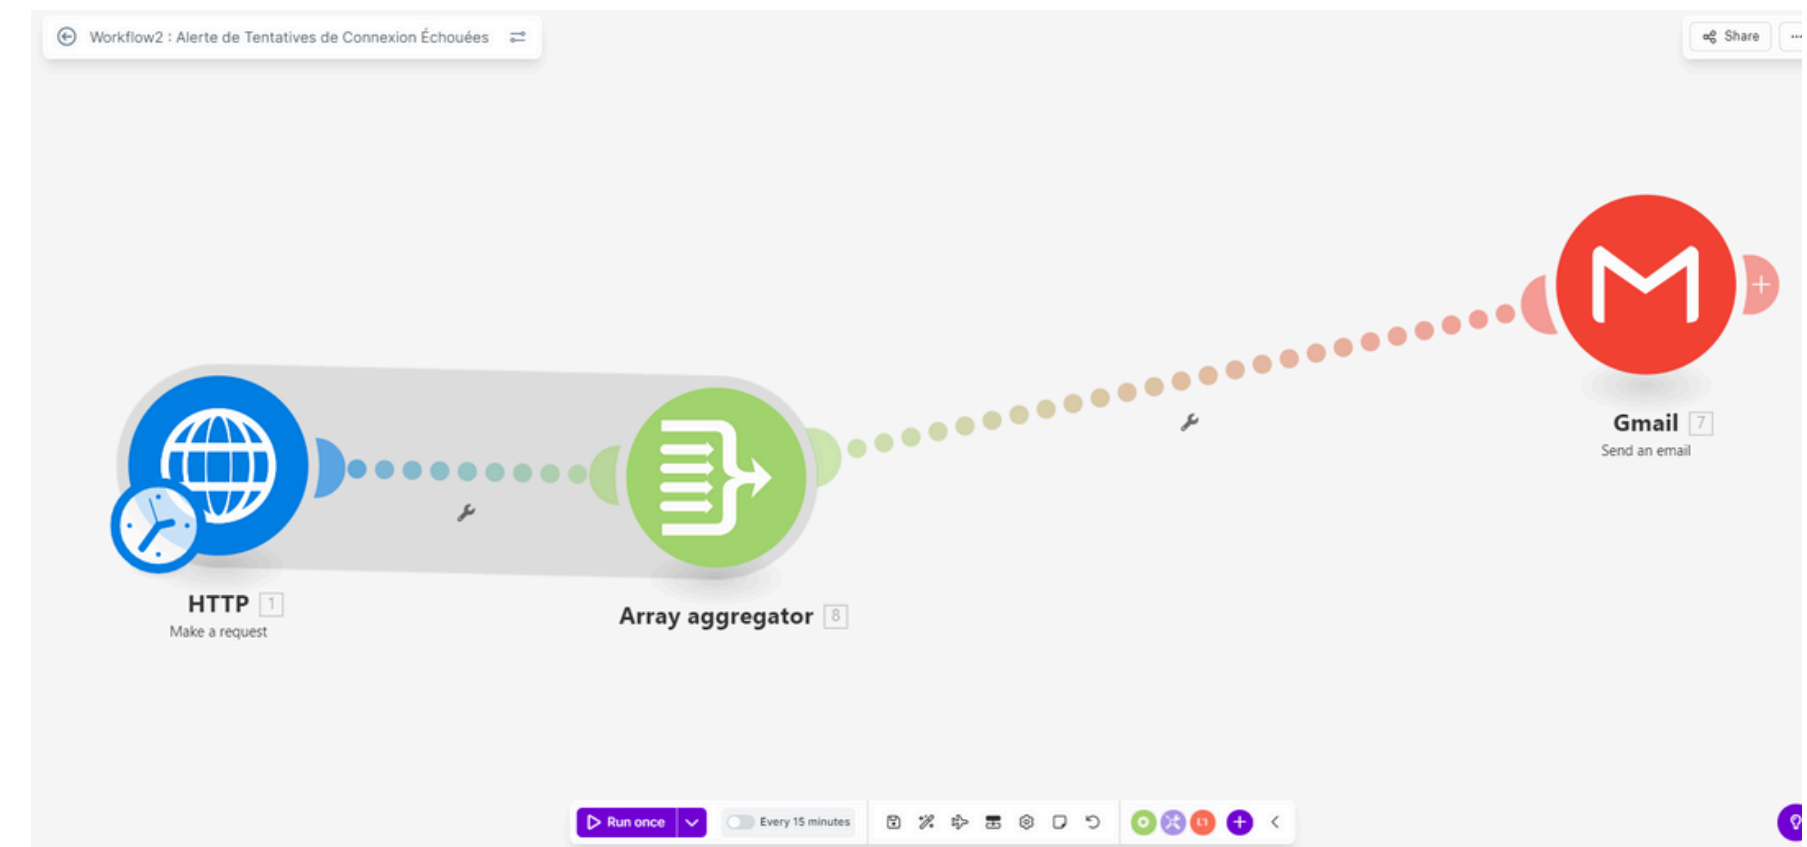 Workflow2 : Alerte de Tentatives de Connexion Échouées
Share
Gmail 7
Send an email
HTTP 1
Make a request
Array aggregator 8
Run once
Every 15 minutes